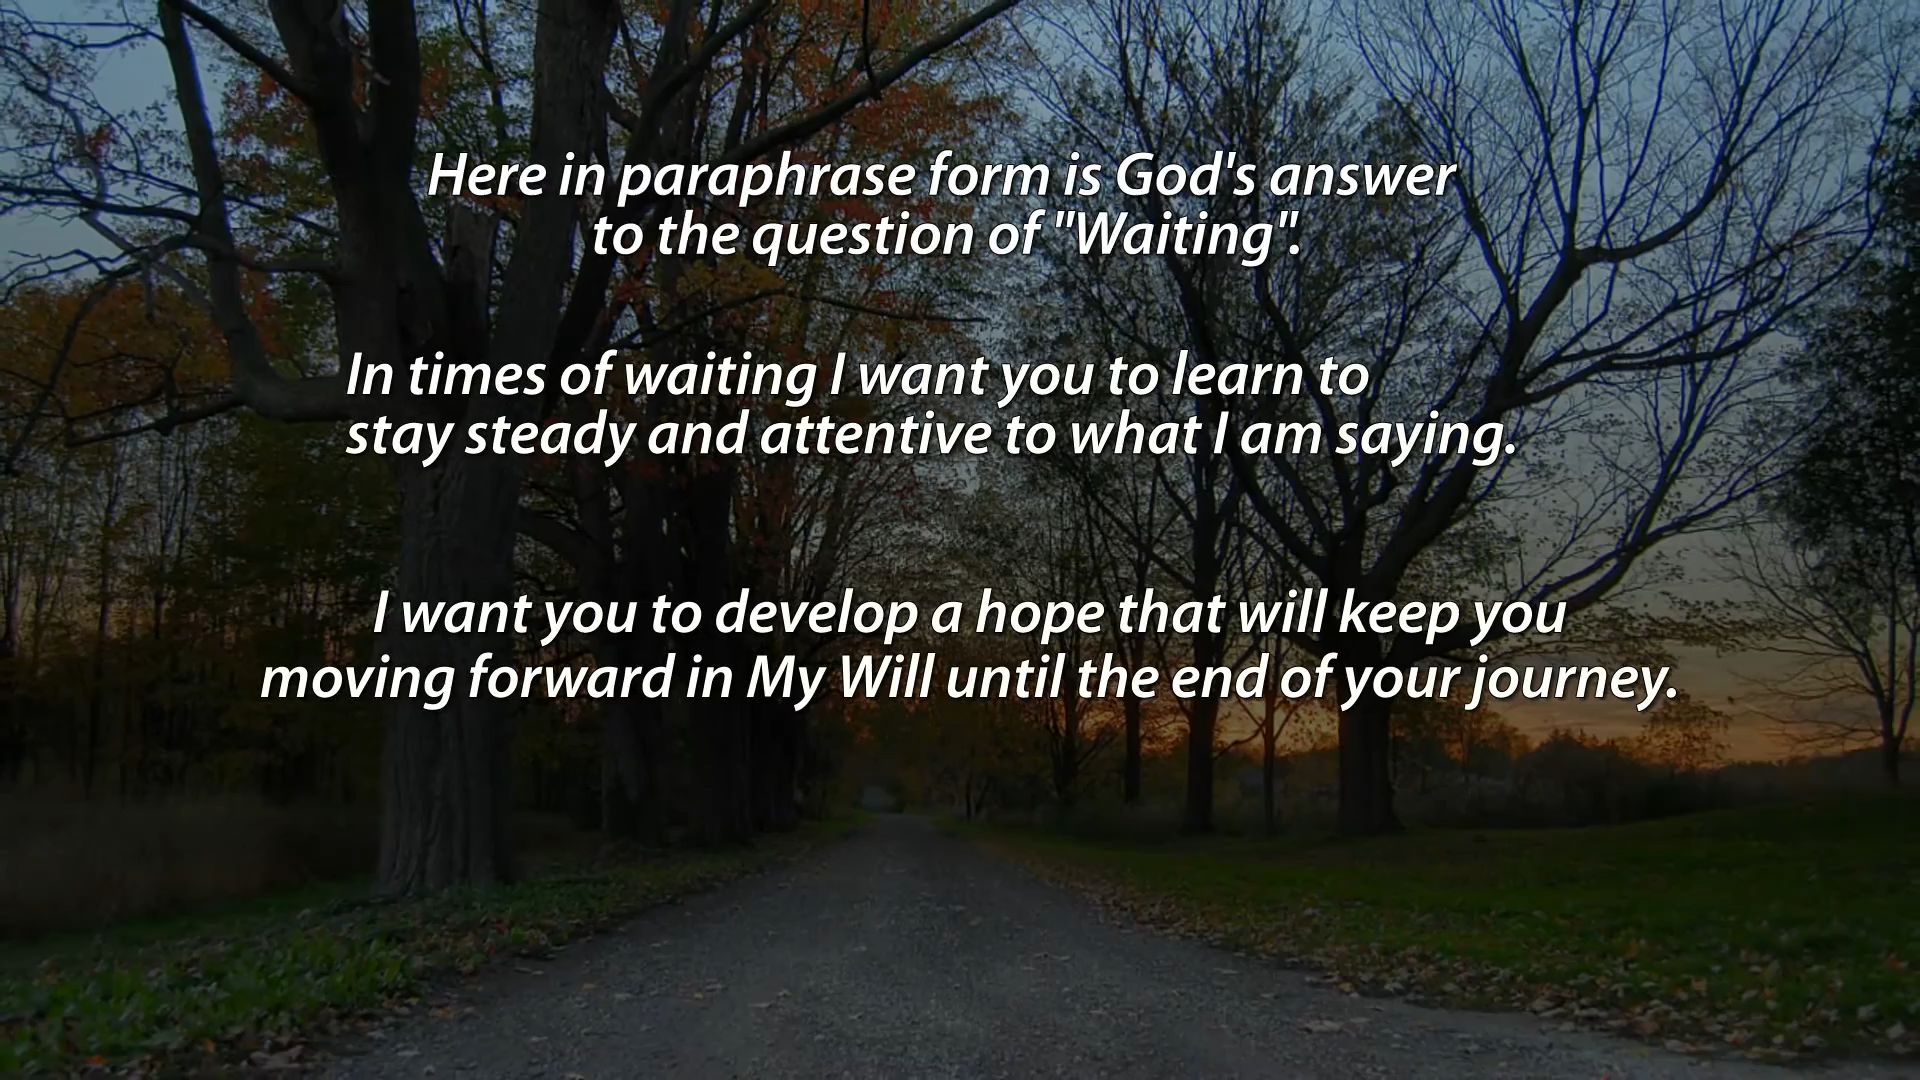 Here in paraphrase form is God's answer
to the question of "Waiting".
In times of waiting I want you to learn to
stay steady and attentive to what I am saying.
I want you to develop a hope that will keep you
moving forward in My Will until the end of your journey.